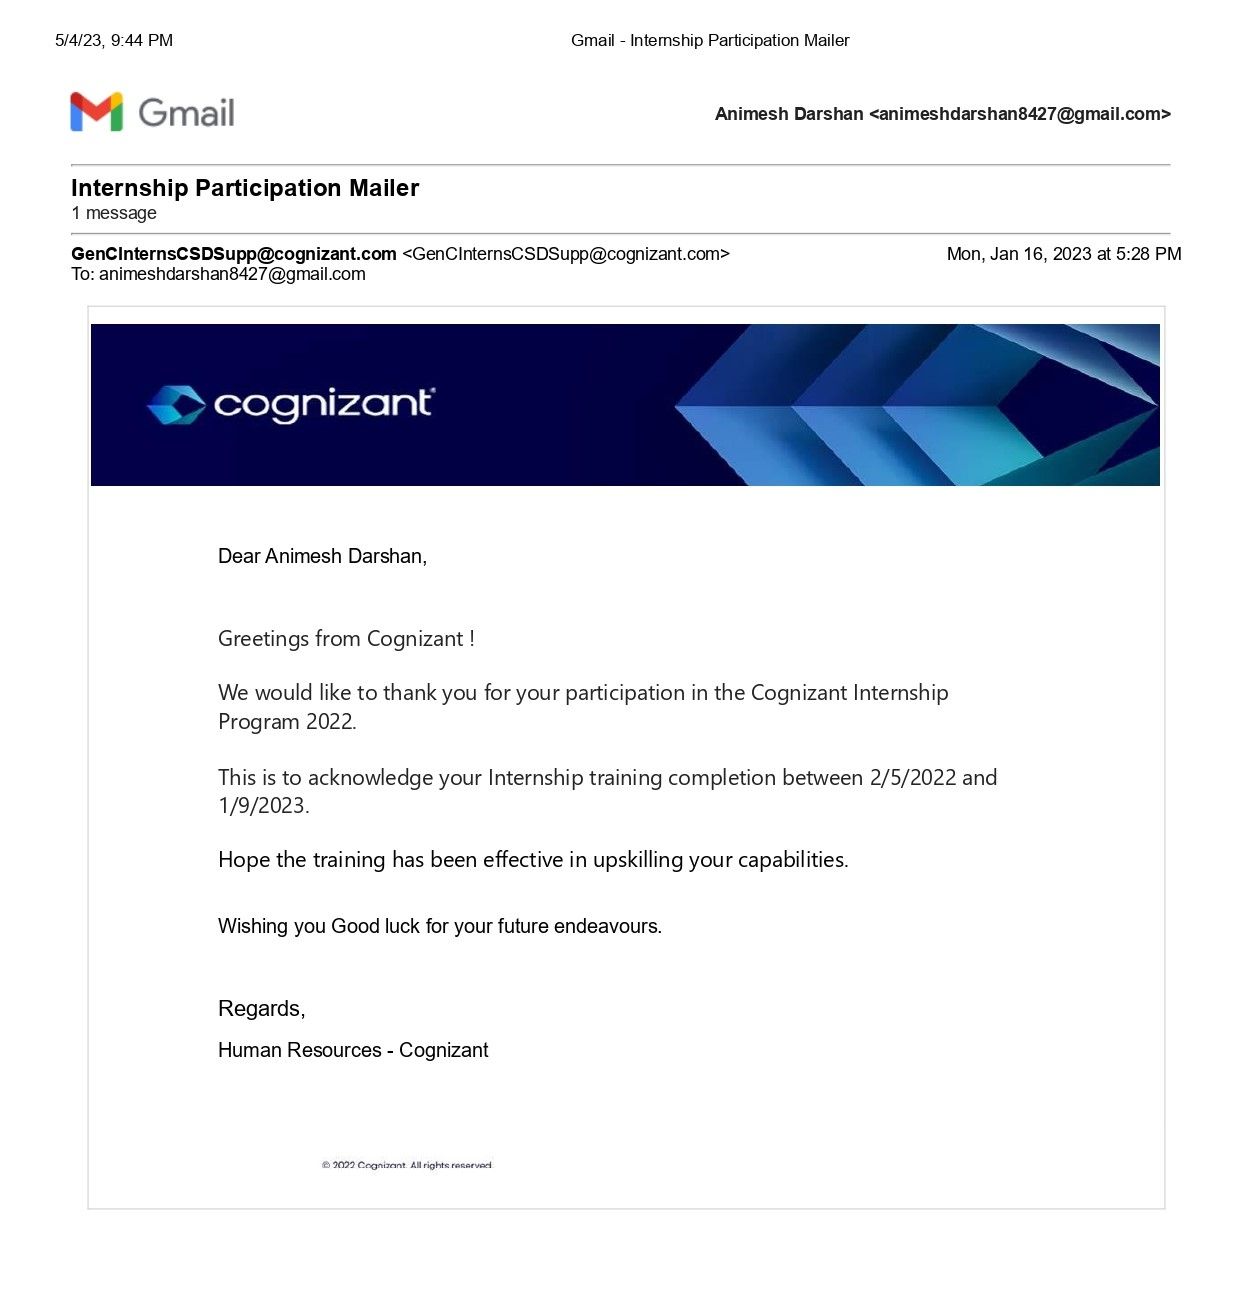 5/4/23, 9:44 PM
Gmail - Internship Participation Mailer
Gmail
Animesh Darshan <animeshdarshan8427@gmail.com>
Internship Participation Mailer
1 message
GenCInternsCSDSupp@cognizant.com <GenCInternsCSDSupp@cognizant.com>
Mon, Jan 16, 2023 at 5:28 PM
To: animeshdarshan8427@gmail.com
cognizant
Dear Animesh Darshan,
Greetings from Cognizant !
We would like to thank you for your participation in the Cognizant Internship
Program 2022.
This is to acknowledge your Internship training completion between 2/5/2022 and
1/9/2023.
Hope the training has been effective in upskilling your capabilities.
Wishing you Good luck for your future endeavours.
Regards,
Human Resources - Cognizant
© 2022 Cognizant. All rights reserved